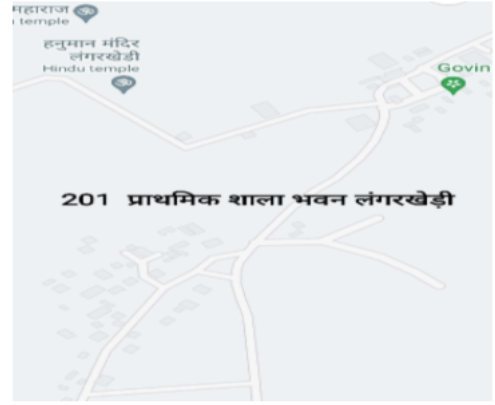 महाराज
temple
हनुमान मंदिर
लंगरखेडी
Hindu temple
Govin
201 प्राथमिक शाला भवन लंगरखेड़ी